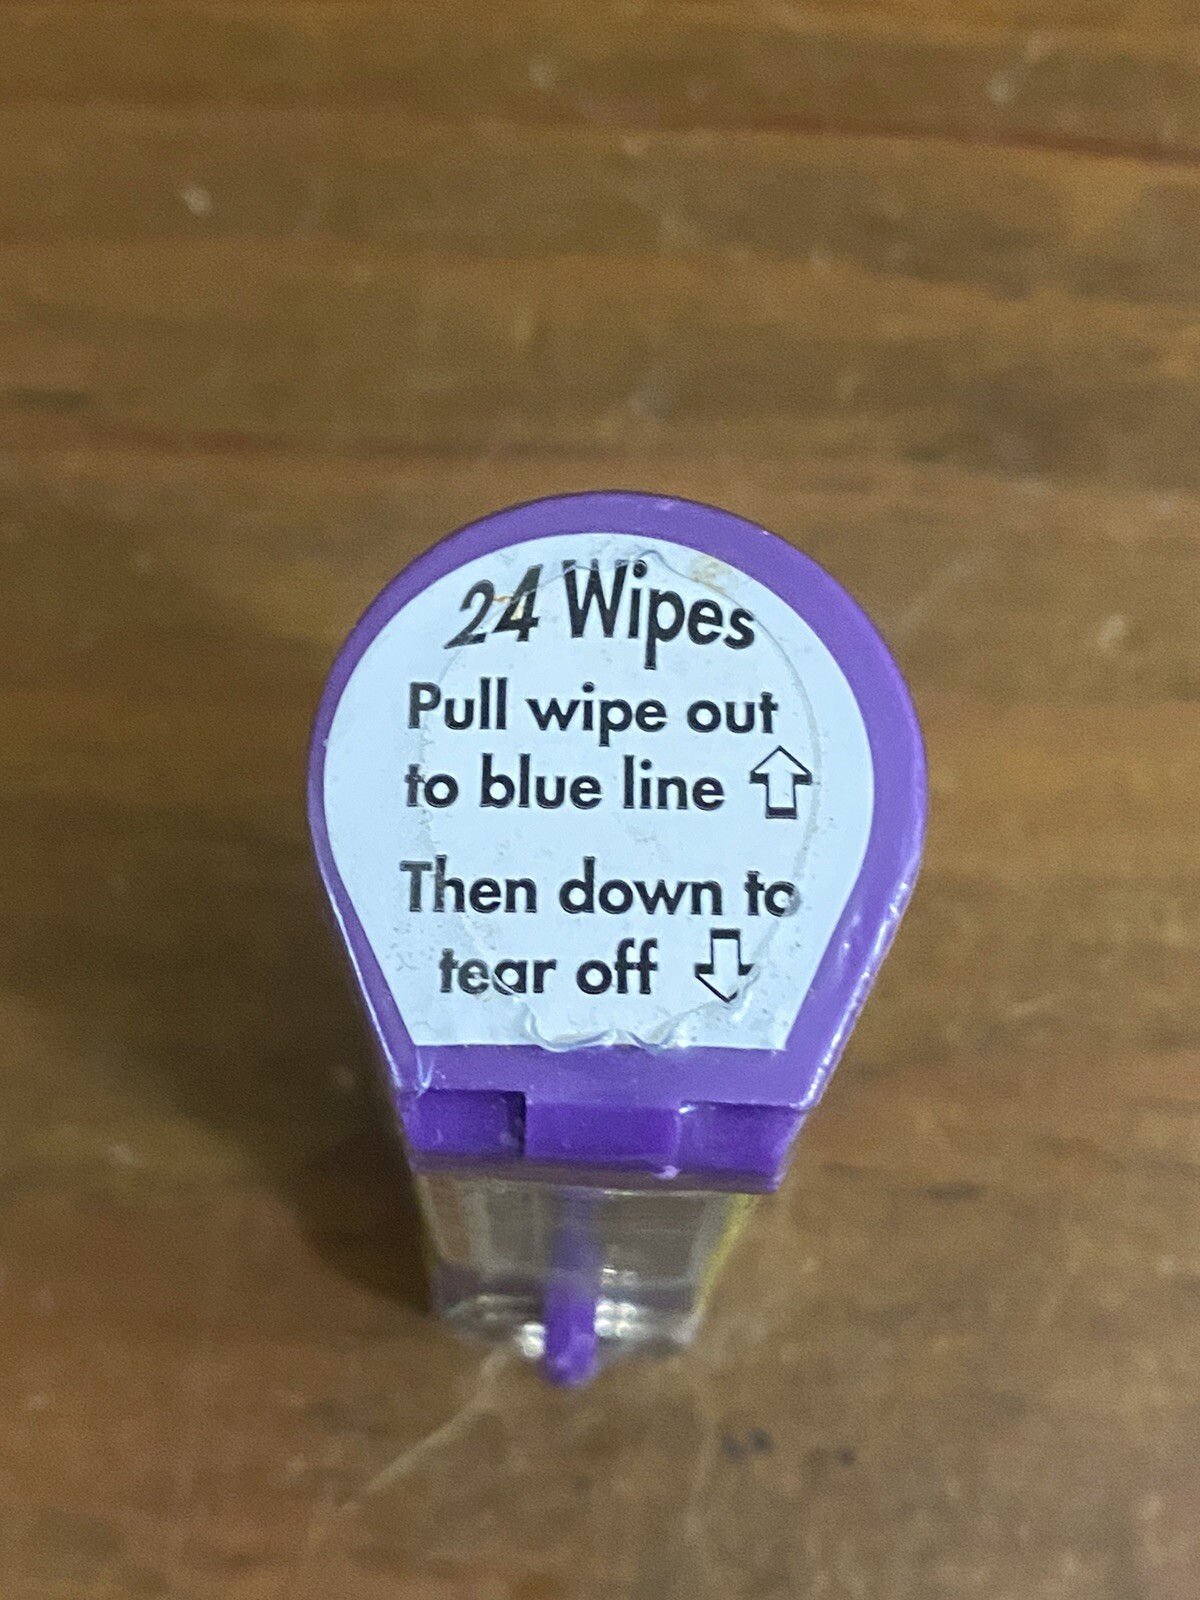 24 Wipes
Pull wipe out
to blue line
Then down to
tear off